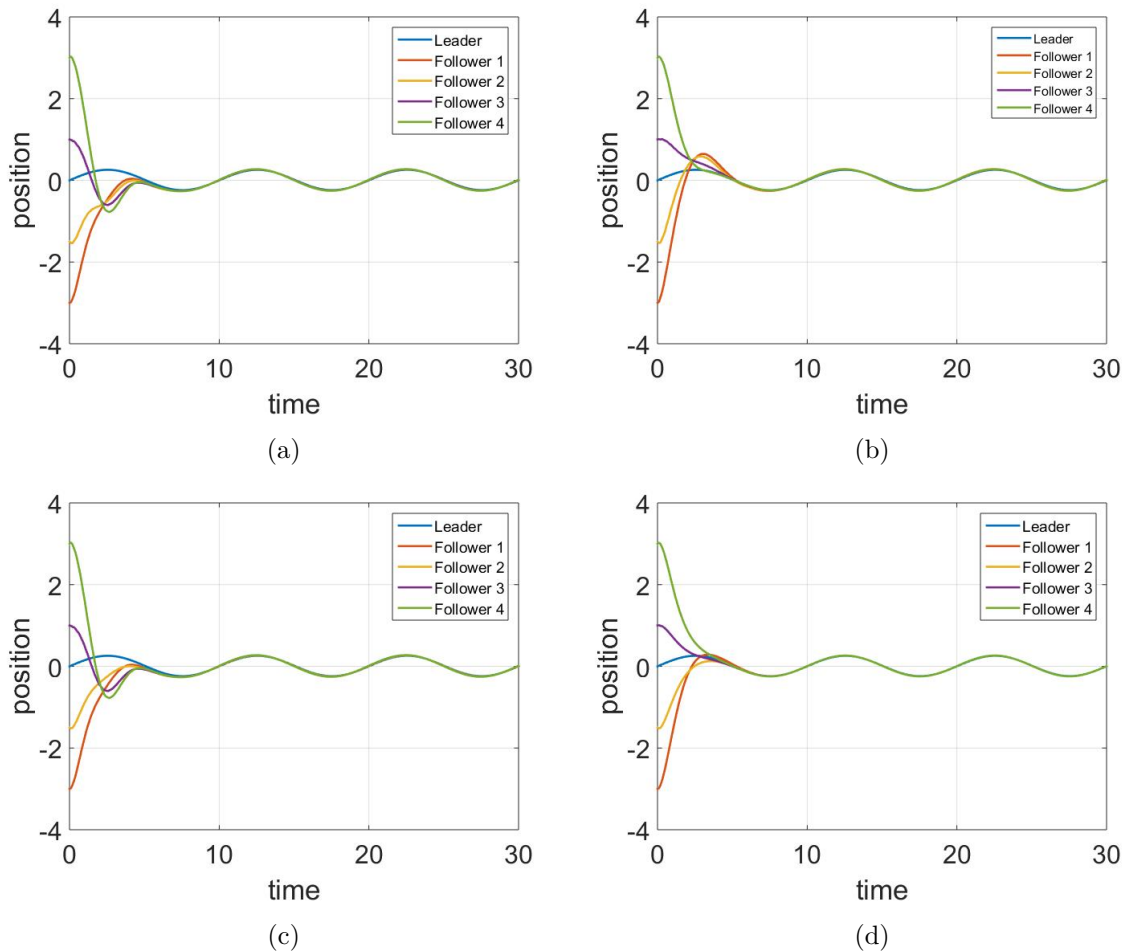 4
2
0
-2
-4
position
0
10
20
30
time
Leader
Follower 1
Follower 2
Follower 3
Follower 4
(a)
4
2
0
-2
-4
position
0
10
20
30
time
Leader
Follower 1
Follower 2
Follower 3
Follower 4
(b)
4
2
0
-2
-4
position
0
10
20
30
time
Leader
Follower 1
Follower 2
Follower 3
Follower 4
(c)
4
2
0
-2
-4
position
0
10
20
30
time
Leader
Follower 1
Follower 2
Follower 3
Follower 4
(d)